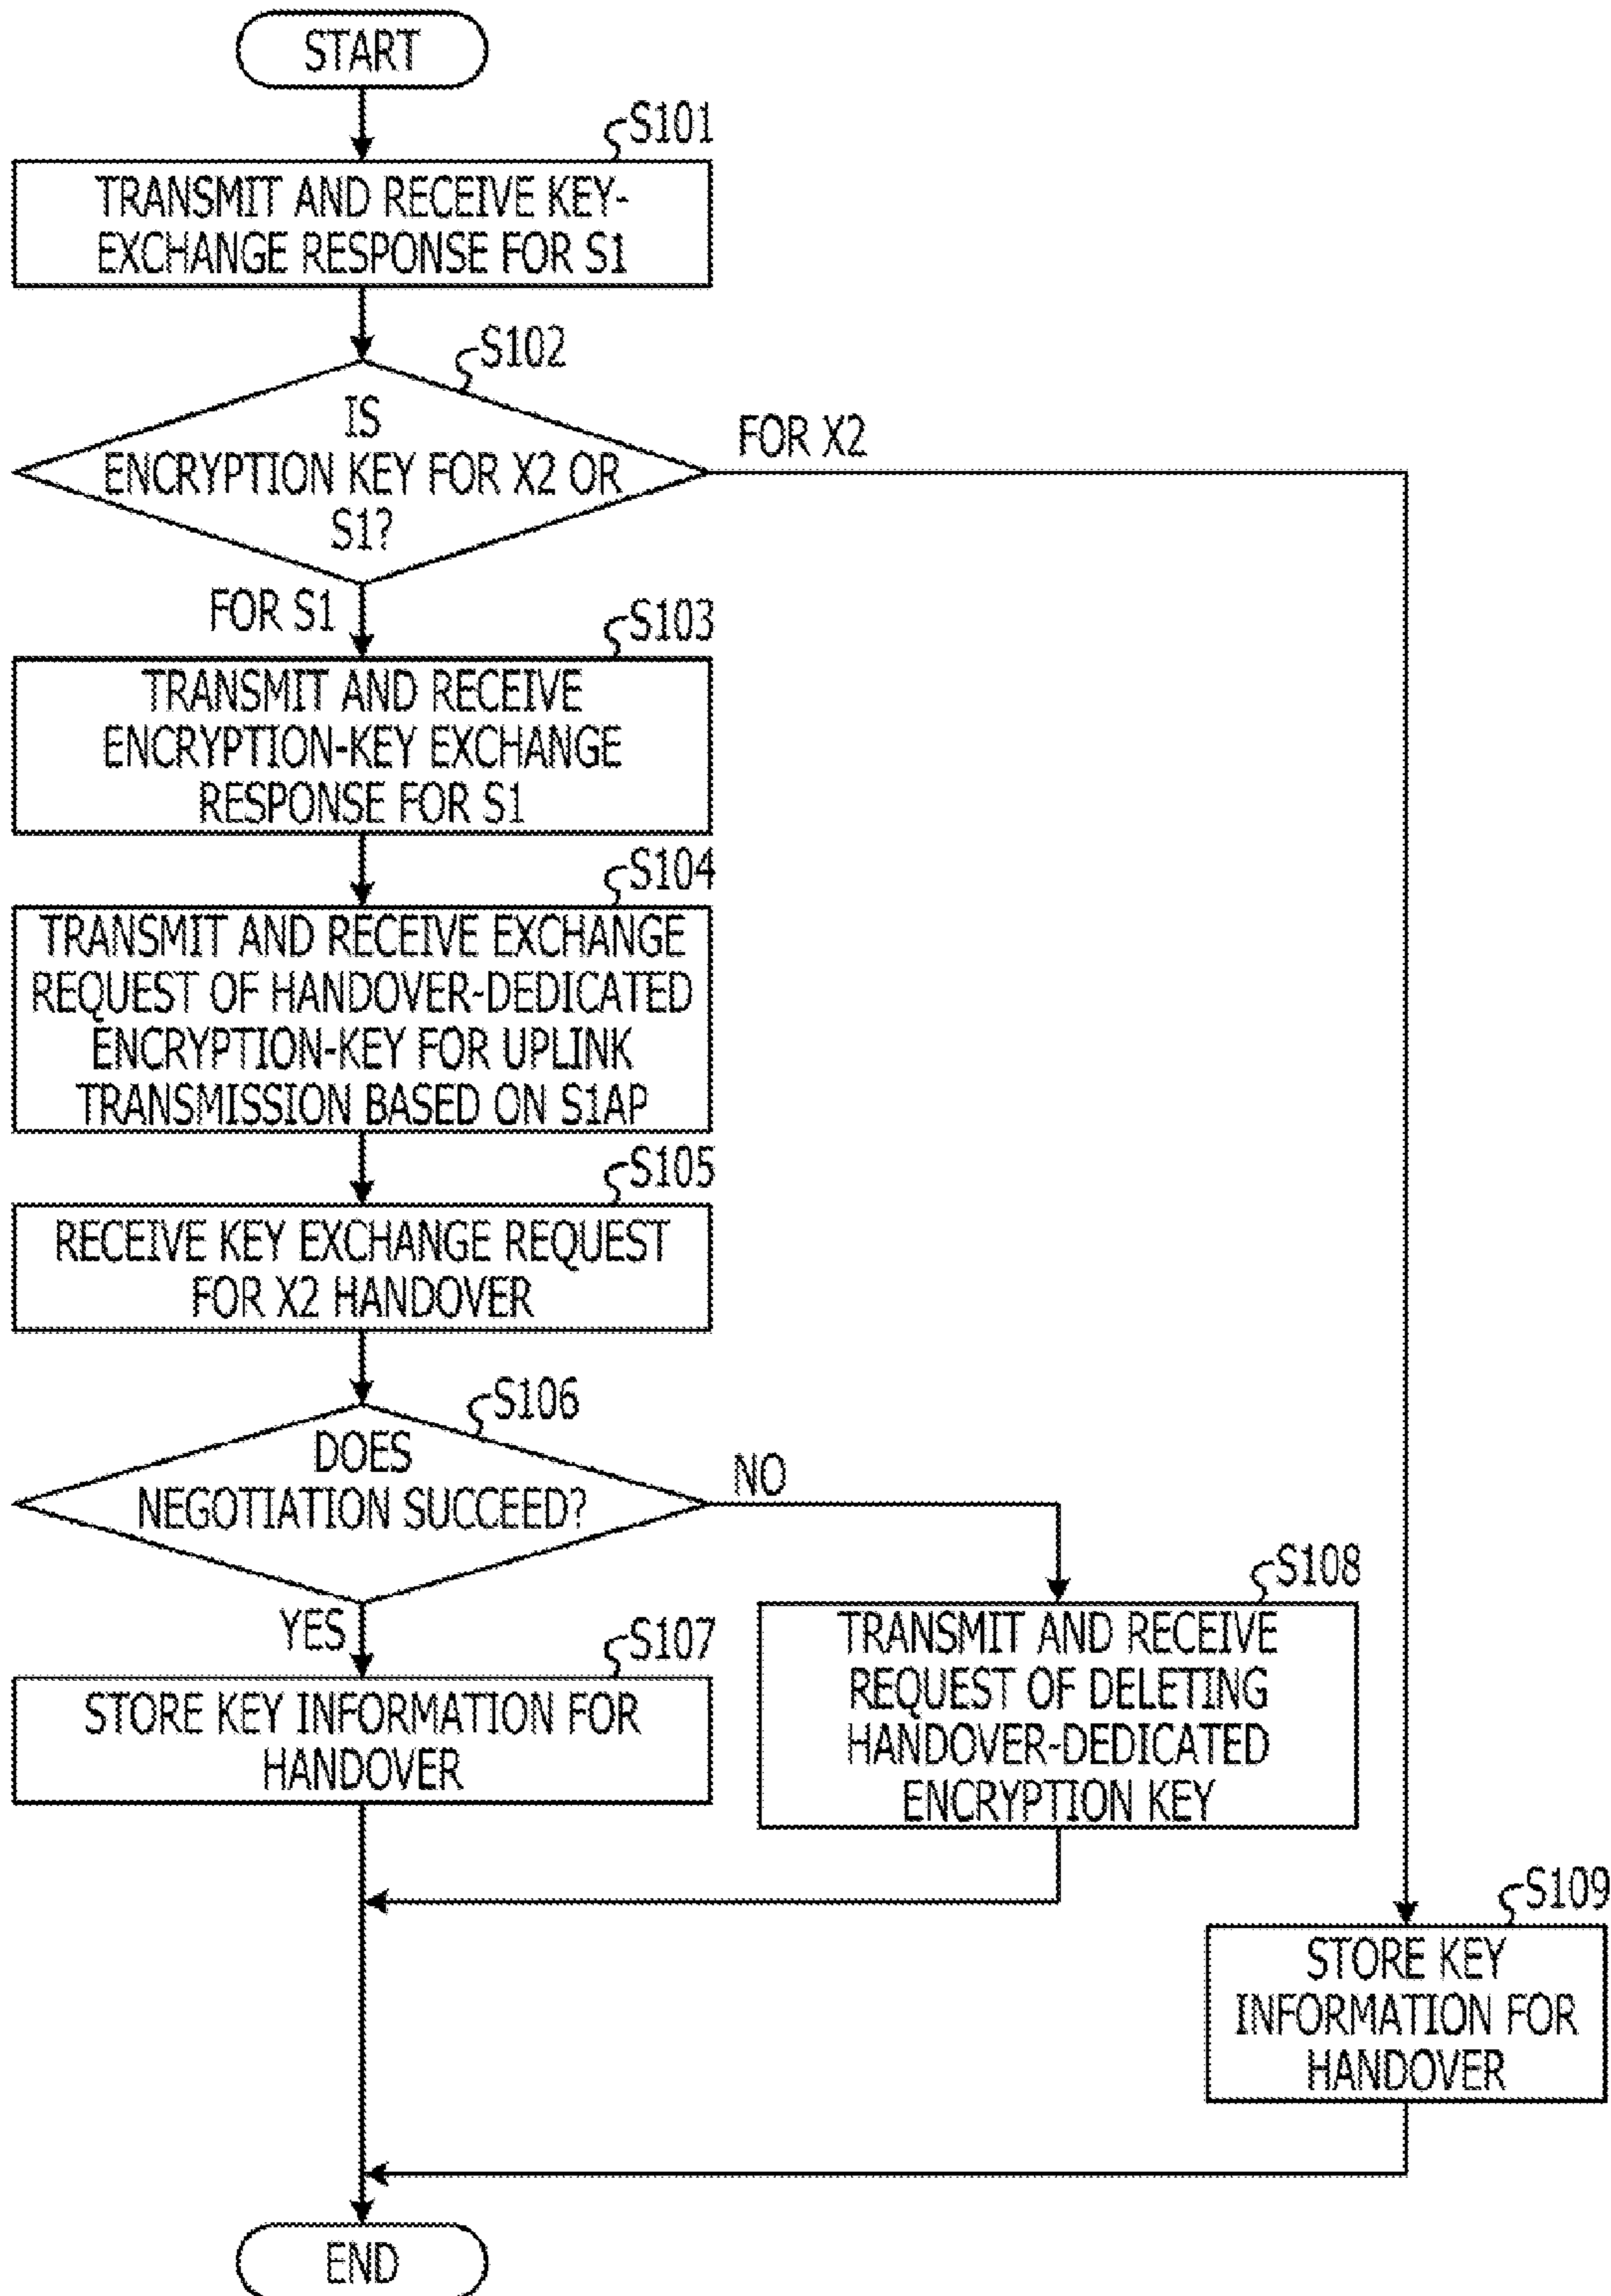 START
S101
TRANSMIT AND RECEIVE KEY-
EXCHANGE RESPONSE FOR S1
S102
IS
ENCRYPTION KEY FOR X2 OR
S1?
FOR X2
FOR S1
S103
TRANSMIT AND RECEIVE
ENCRYPTION-KEY EXCHANGE
RESPONSE FOR S1
S104
TRANSMIT AND RECEIVE EXCHANGE
REQUEST OF HANDOVER-DEDICATED
ENCRYPTION-KEY FOR UPLINK
TRANSMISSION BASED ON S1AP
S105
RECEIVE KEY EXCHANGE REQUEST
FOR X2 HANDOVER
S106
DOES
NEGOTIATION SUCCEED?
NO
YES
S107
STORE KEY INFORMATION FOR
HANDOVER
S108
TRANSMIT AND RECEIVE
REQUEST OF DELETING
HANDOVER-DEDICATED
ENCRYPTION KEY
S109
STORE KEY
INFORMATION FOR
HANDOVER
END